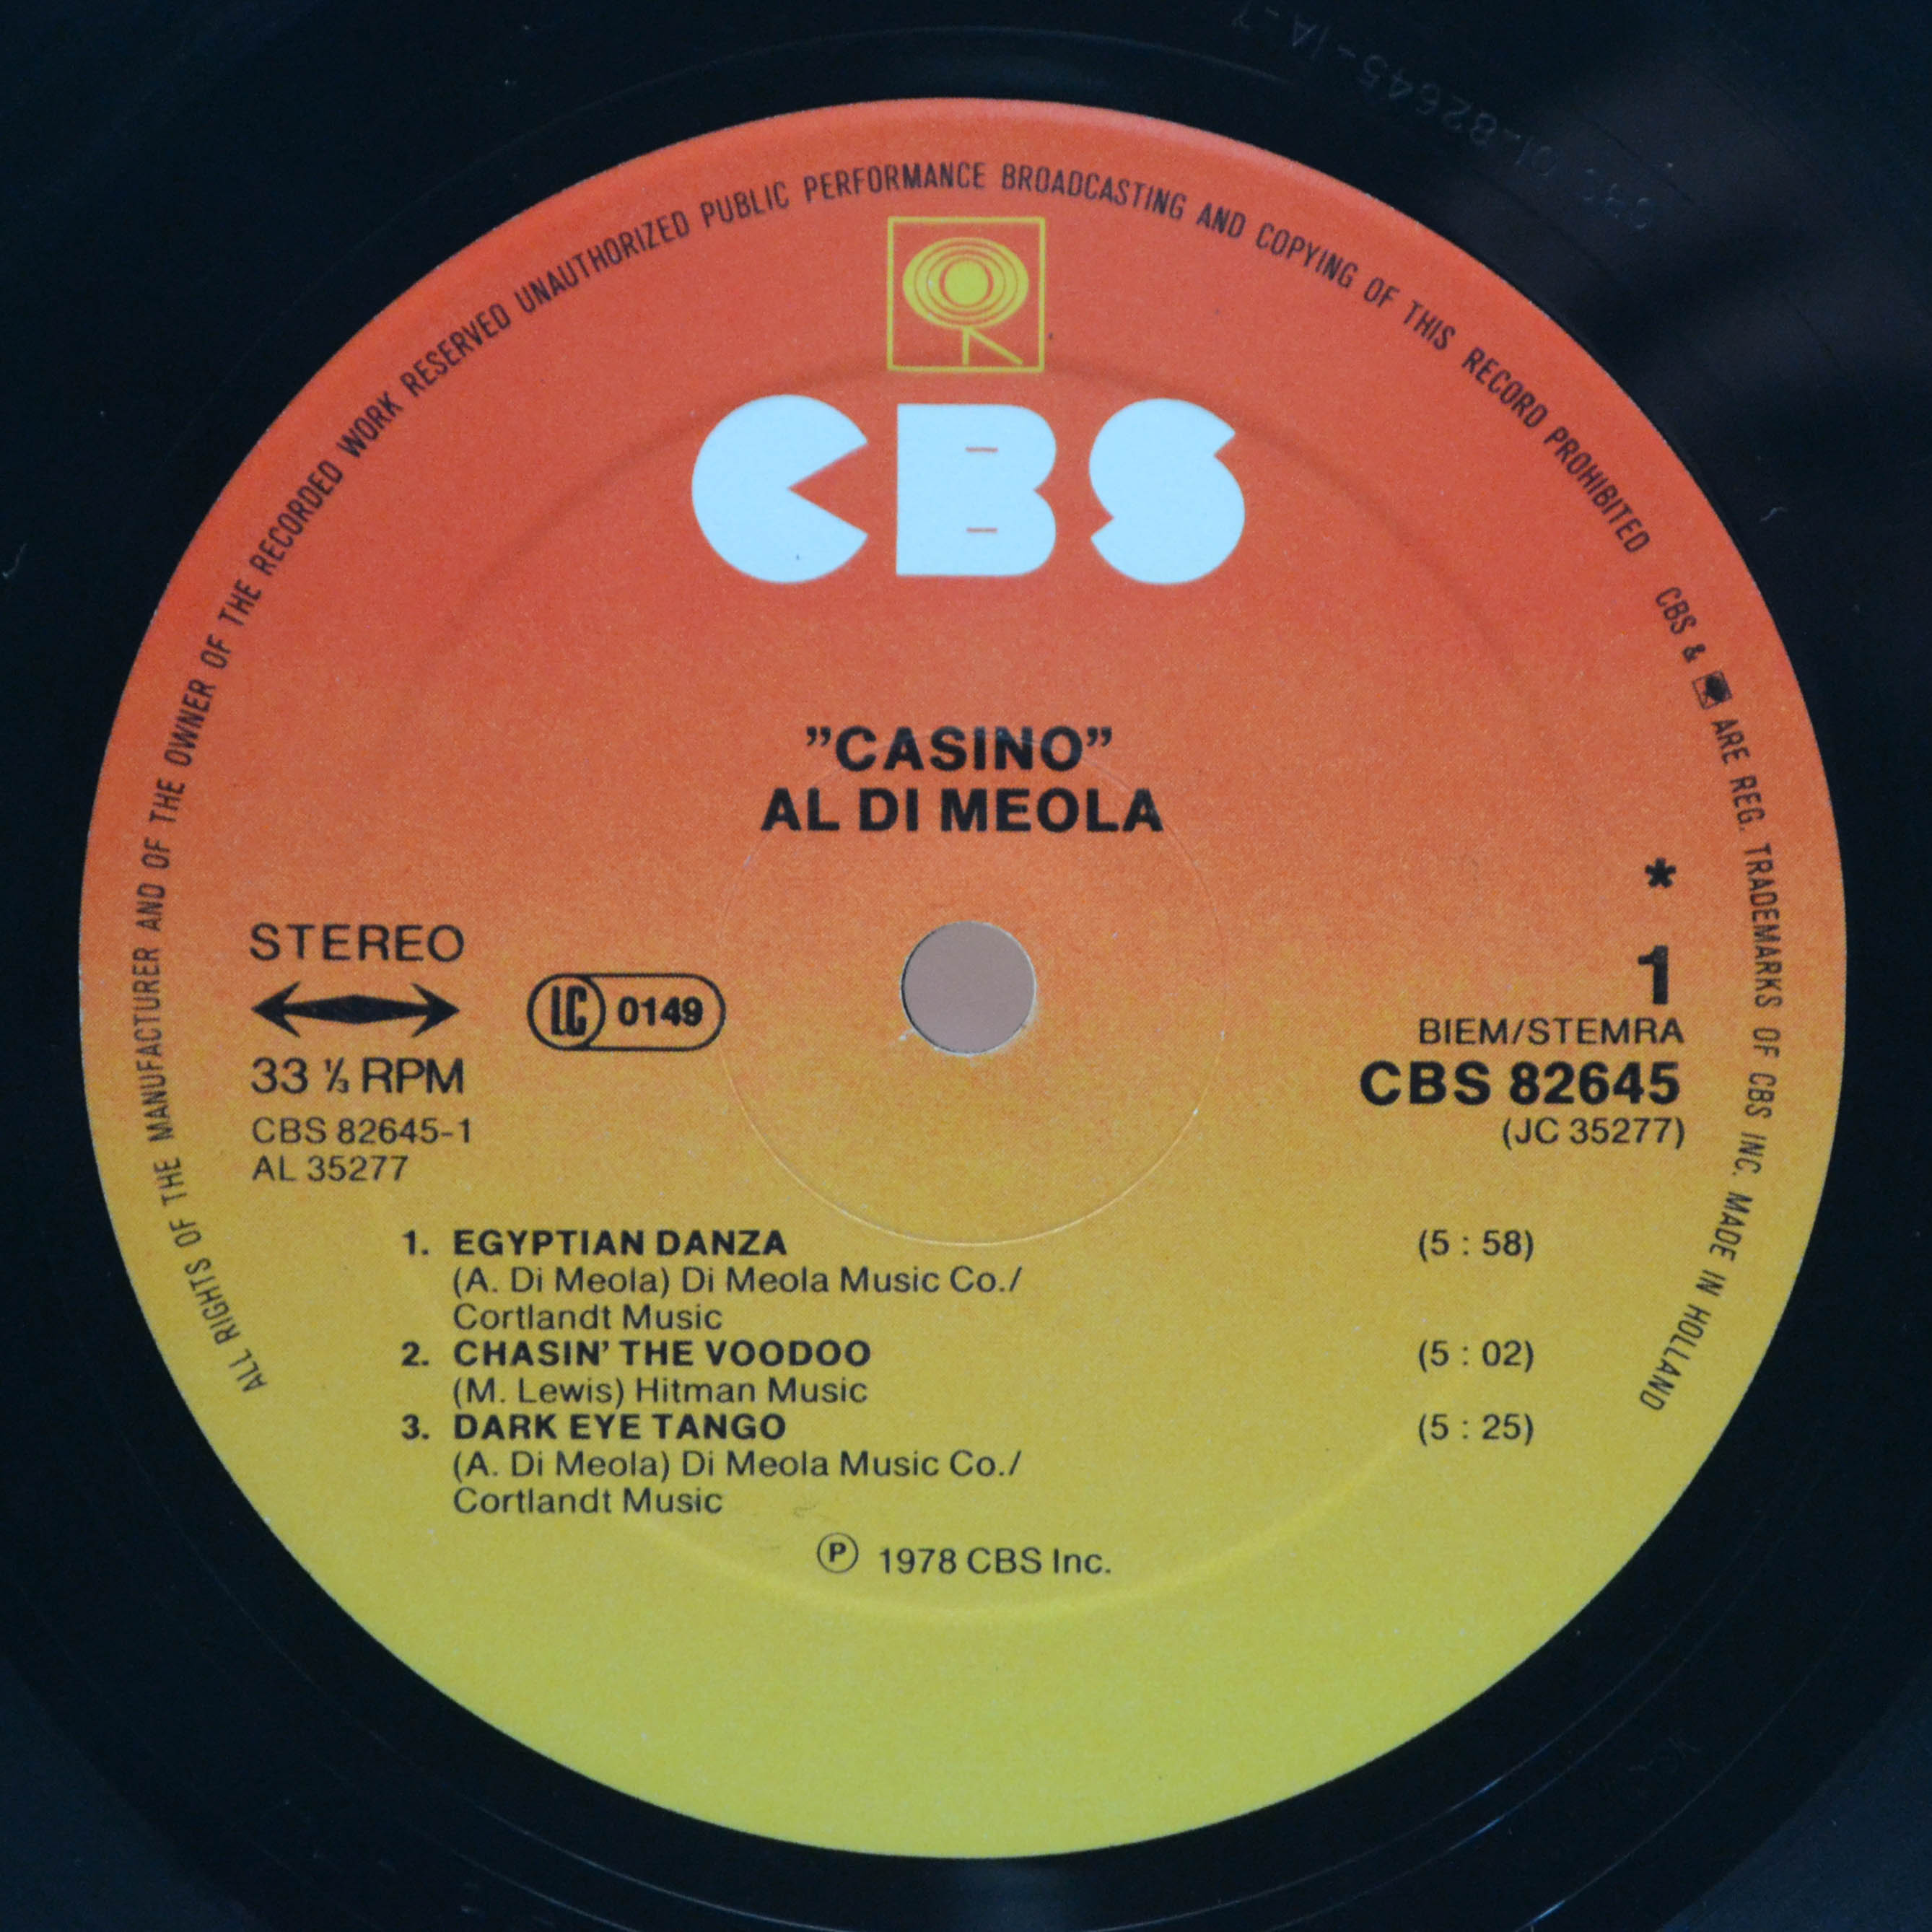 ALL RIGHTS OF THE MANUFACTURER AND OF THE OWNER OF THE RECORDED WORK RESERVED UNAUTHORIZED PUBLIC PERFORMANCE BROADCASTING AND COPYING OF THIS RECORD PROHIBITED CBS & ARE REG. TRADEMARKS OF CBS INC. MADE IN HOLLAND
CBS
”CASINO”
AL DI MEOLA
STEREO
33 ⅓ RPM
CBS 82645-1
AL 35277
LC 0149
*
1
BIEM/STEMRA
CBS 82645
(JC 35277)
1. EGYPTIAN DANZA (5 : 58)
(A. Di Meola) Di Meola Music Co./
Cortlandt Music
2. CHASIN’ THE VOODOO (5 : 02)
(M. Lewis) Hitman Music
3. DARK EYE TANGO (5 : 25)
(A. Di Meola) Di Meola Music Co./
Cortlandt Music
Ⓟ 1978 CBS Inc.